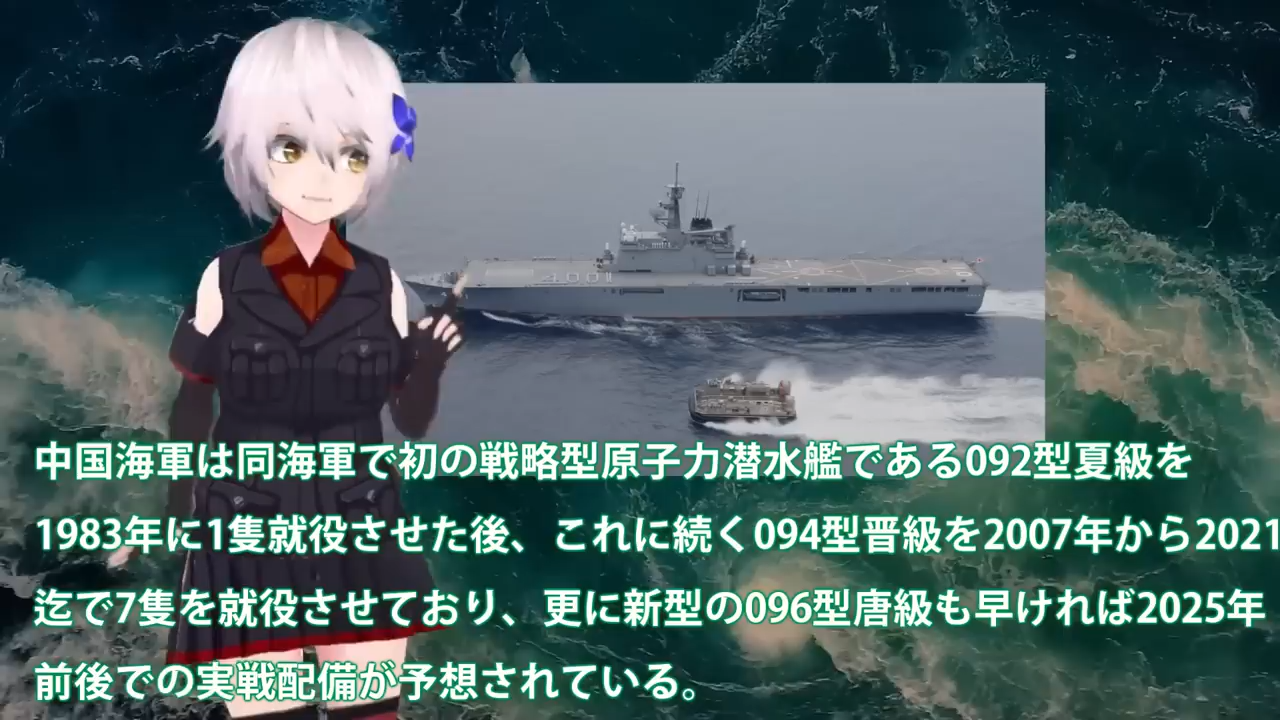 4001
中国海軍は同海軍で初の戦略型原子力潜水艦である092型夏級を
1983年に1隻就役させた後、これに続く094型晋級を2007年から2021
迄で7隻を就役させており、更に新型の096型唐級も早ければ2025年
前後での実戦配備が予想されている。